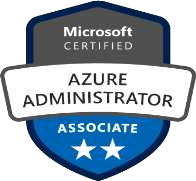 Microsoft
CERTIFIED
AZURE
ADMINISTRATOR
ASSOCIATE